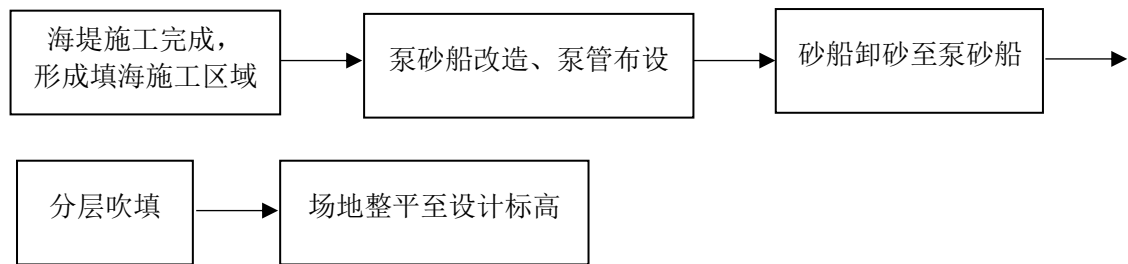 海堤施工完成，
形成填海施工区域
泵砂船改造、泵管布设
砂船卸砂至泵砂船
分层吹填
场地整平至设计标高